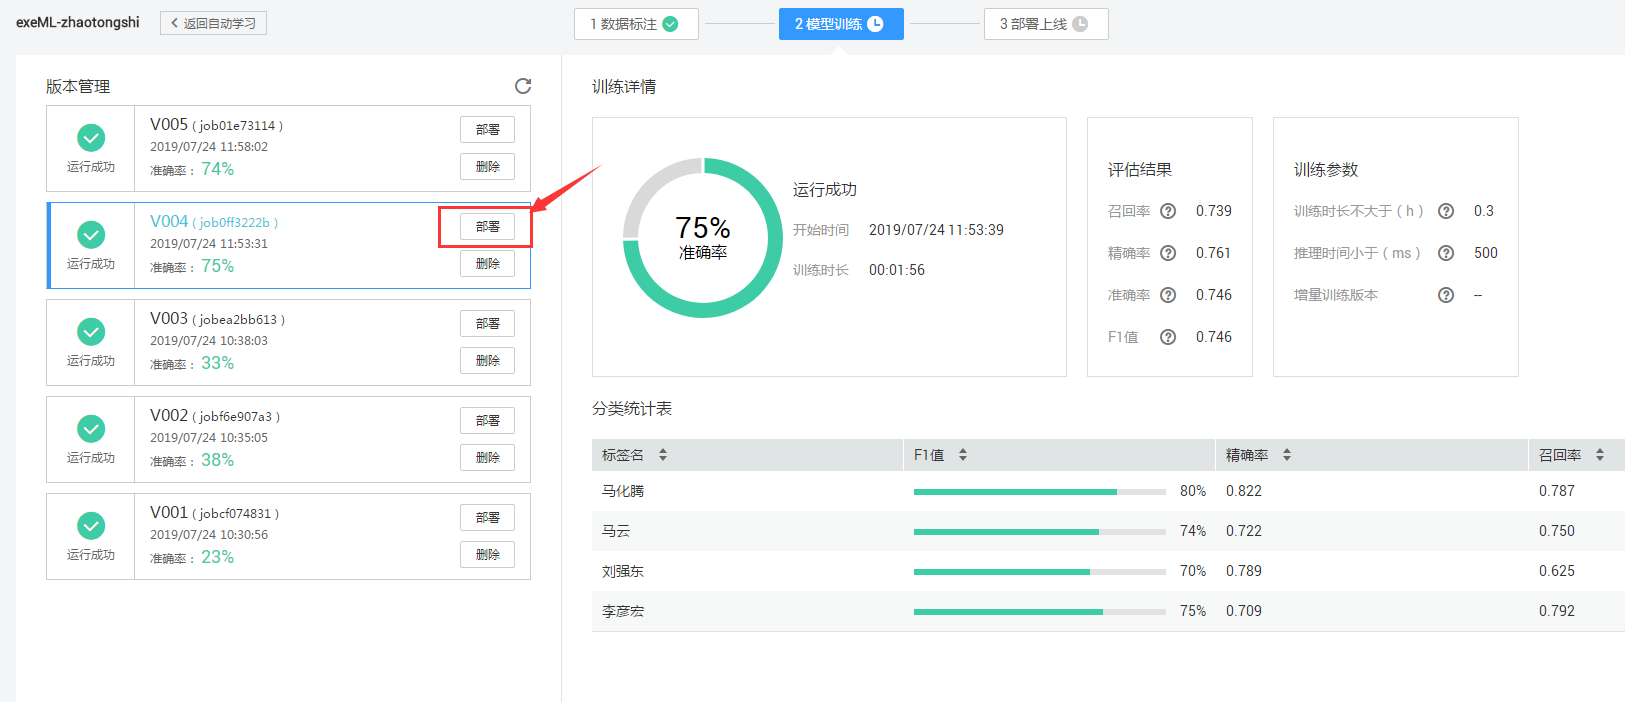 exeML-zhaotongshi
返回自动学习
1 数据标注
2 模型训练
3 部署上线
版本管理
运行成功
V005 ( job01e73114 )
2019/07/24 11:58:02
准确率： 74%
部署
删除
运行成功
V004 ( job0ff3222b )
2019/07/24 11:53:31
准确率： 75%
部署
删除
运行成功
V003 ( jobea2bb613 )
2019/07/24 10:38:03
准确率： 33%
部署
删除
运行成功
V002 ( jobf6e907a3 )
2019/07/24 10:35:05
准确率： 38%
部署
删除
运行成功
V001 ( jobcf074831 )
2019/07/24 10:30:56
准确率： 23%
部署
删除
训练详情
75%
准确率
运行成功
开始时间 2019/07/24 11:53:39
训练时长 00:01:56
评估结果
召回率 ? 0.739
精确率 ? 0.761
准确率 ? 0.746
F1值 ? 0.746
训练参数
训练时长不大于 ( h ) ? 0.3
推理时间小于 ( ms ) ? 500
增量训练版本 ? --
分类统计表
标签名 F1值 精确率 召回率
马化腾 80% 0.822 0.787
马云 74% 0.722 0.750
刘强东 70% 0.789 0.625
李彦宏 75% 0.709 0.792